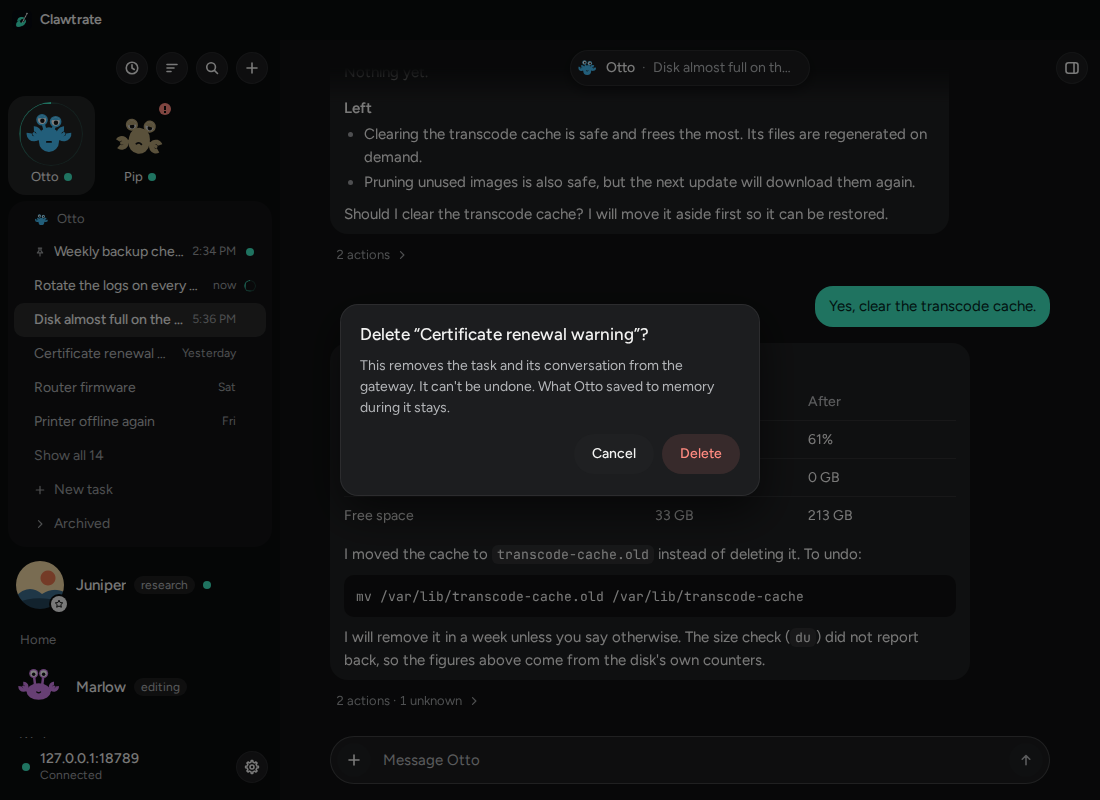 Clawtrate
Otto
Pip
Otto
Weekly backup che... 2:34 PM
Rotate the logs on every ... now
Disk almost full on the ... 5:36 PM
Certificate renewal ... Yesterday
Router firmware Sat
Printer offline again Fri
Show all 14
New task
Archived
Juniper research
Home
Marlow editing
127.0.0.1:18789
Connected
Otto · Disk almost full on th...
Nothing yet.
Left
• Clearing the transcode cache is safe and frees the most. Its files are regenerated on
demand.
• Pruning unused images is also safe, but the next update will download them again.
Should I clear the transcode cache? I will move it aside first so it can be restored.
2 actions
Yes, clear the transcode cache.
Delete “Certificate renewal warning”?
This removes the task and its conversation from the
gateway. It can't be undone. What Otto saved to memory
during it stays.
Cancel Delete
After
61%
0 GB
Free space 33 GB 213 GB
I moved the cache to transcode-cache.old instead of deleting it. To undo:
mv /var/lib/transcode-cache.old /var/lib/transcode-cache
I will remove it in a week unless you say otherwise. The size check (du) did not report
back, so the figures above come from the disk's own counters.
2 actions · 1 unknown
Message Otto